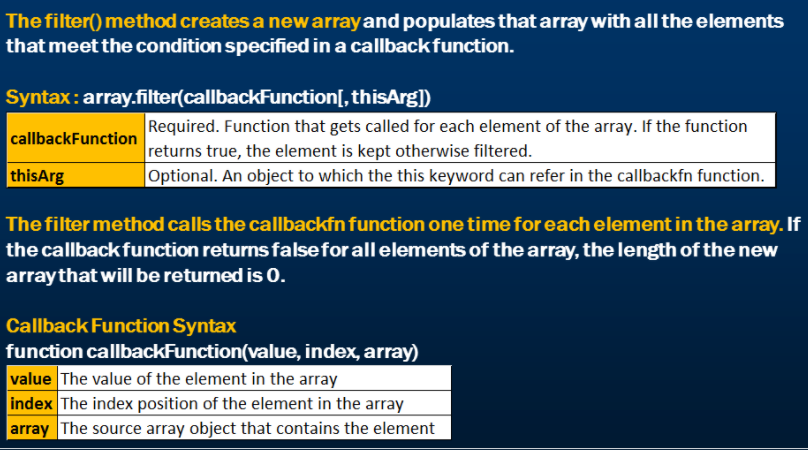 The filter() method creates a new array and populates that array with all the elements
that meet the condition specified in a callback function.
Syntax : array.filter(callbackFunction[, thisArg])
callbackFunction Required. Function that gets called for each element of the array. If the function
returns true, the element is kept otherwise filtered.
thisArg Optional. An object to which the this keyword can refer in the callbackfn function.
The filter method calls the callbackfn function one time for each element in the array. If
the callback function returns false for all elements of the array, the length of the new
array that will be returned is 0.
Callback Function Syntax
function callbackFunction(value, index, array)
value The value of the element in the array
index The index position of the element in the array
array The source array object that contains the element